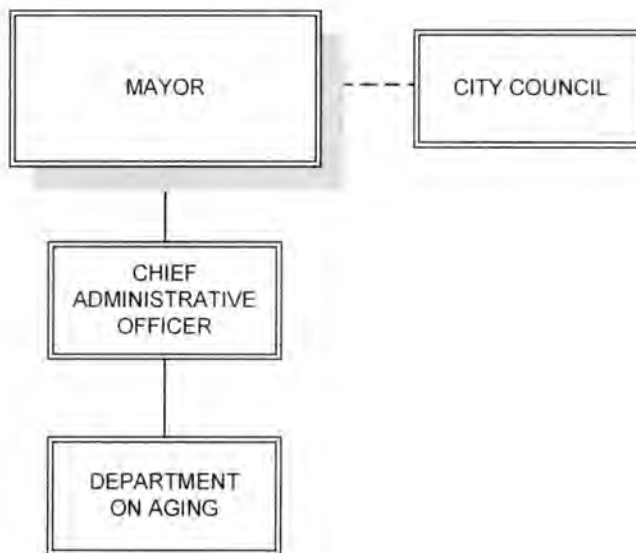 MAYOR
CITY COUNCIL
CHIEF
ADMINISTRATIVE
OFFICER
DEPARTMENT
ON AGING